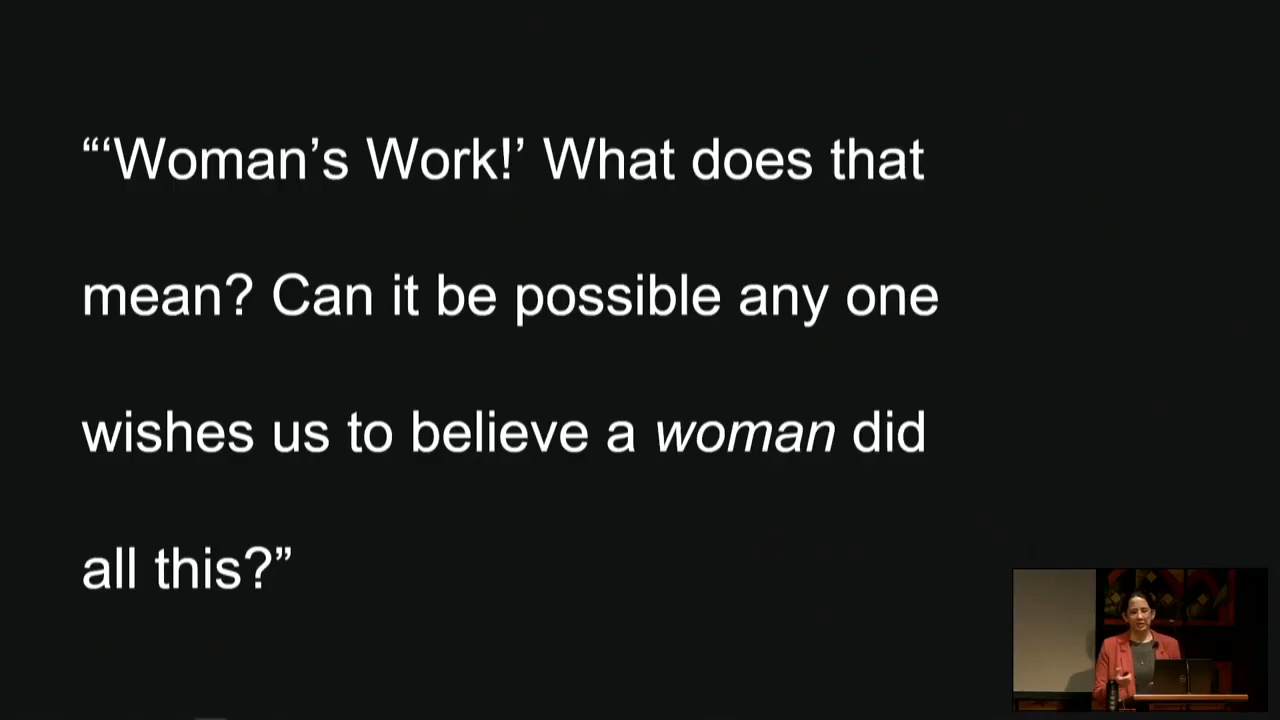 “‘Woman’s Work!’ What does that
mean? Can it be possible any one
wishes us to believe a woman did
all this?”